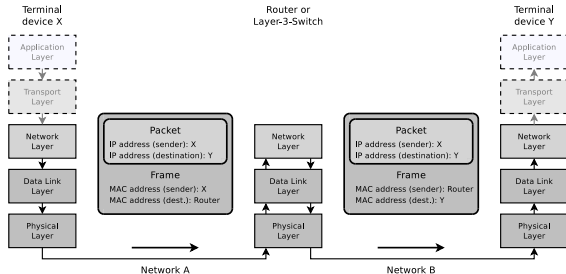 Terminal
device X
Router or
Layer-3-Switch
Terminal
device Y
Application
Layer
Transport
Layer
Network
Layer
Data Link
Layer
Physical
Layer
Packet
IP address (sender): X
IP address (destination): Y
Frame
MAC address (sender): X
MAC address (dest.): Router
Network
Layer
Data Link
Layer
Physical
Layer
Packet
IP address (sender): X
IP address (destination): Y
Frame
MAC address (sender): Router
MAC address (dest.): Y
Application
Layer
Transport
Layer
Network
Layer
Data Link
Layer
Physical
Layer
Network A
Network B